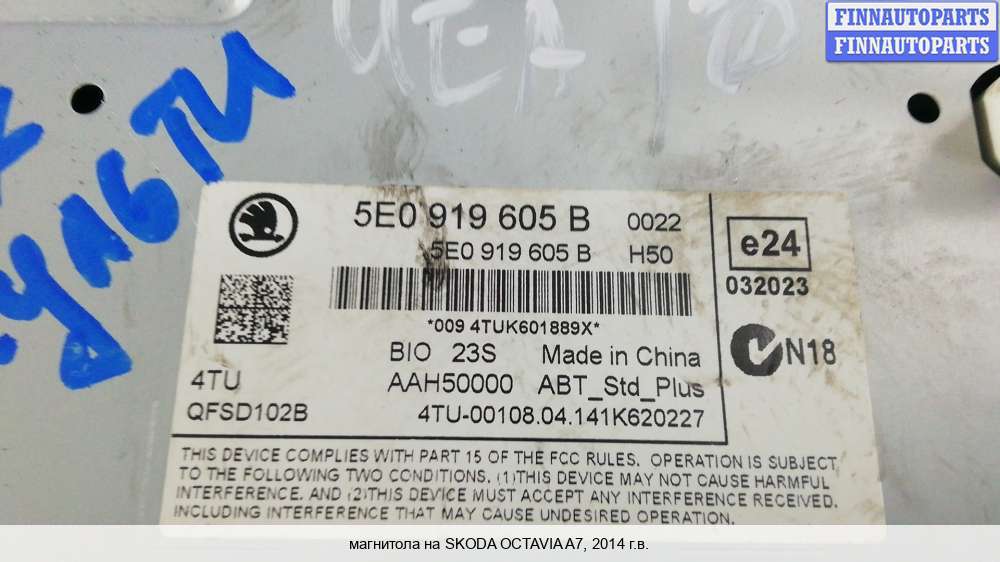 FINNAUTOPARTS
FINNAUTOPARTS
5E0 919 605 B 0022
5E0 919 605 B H50
e24
032023
*009 4TUK601889X*
N18
BIO 23S Made in China
4TU AAH50000 ABT_Std_Plus
QFSD102B 4TU-00108.04.141K620227
THIS DEVICE COMPLIES WITH PART 15 OF THE FCC RULES. OPERATION IS SUBJECT
TO THE FOLLOWING TWO CONDITIONS. (1)THIS DEVICE MAY NOT CAUSE HARMFUL
INTERFERENCE. AND (2)THIS DEVICE MUST ACCEPT ANY INTERFERENCE RECEIVED.
INCLUDING INTERFERENCE THAT MAY CAUSE UNDESIRED OPERATION.
магнитола на SKODA OCTAVIA A7, 2014 г.в.